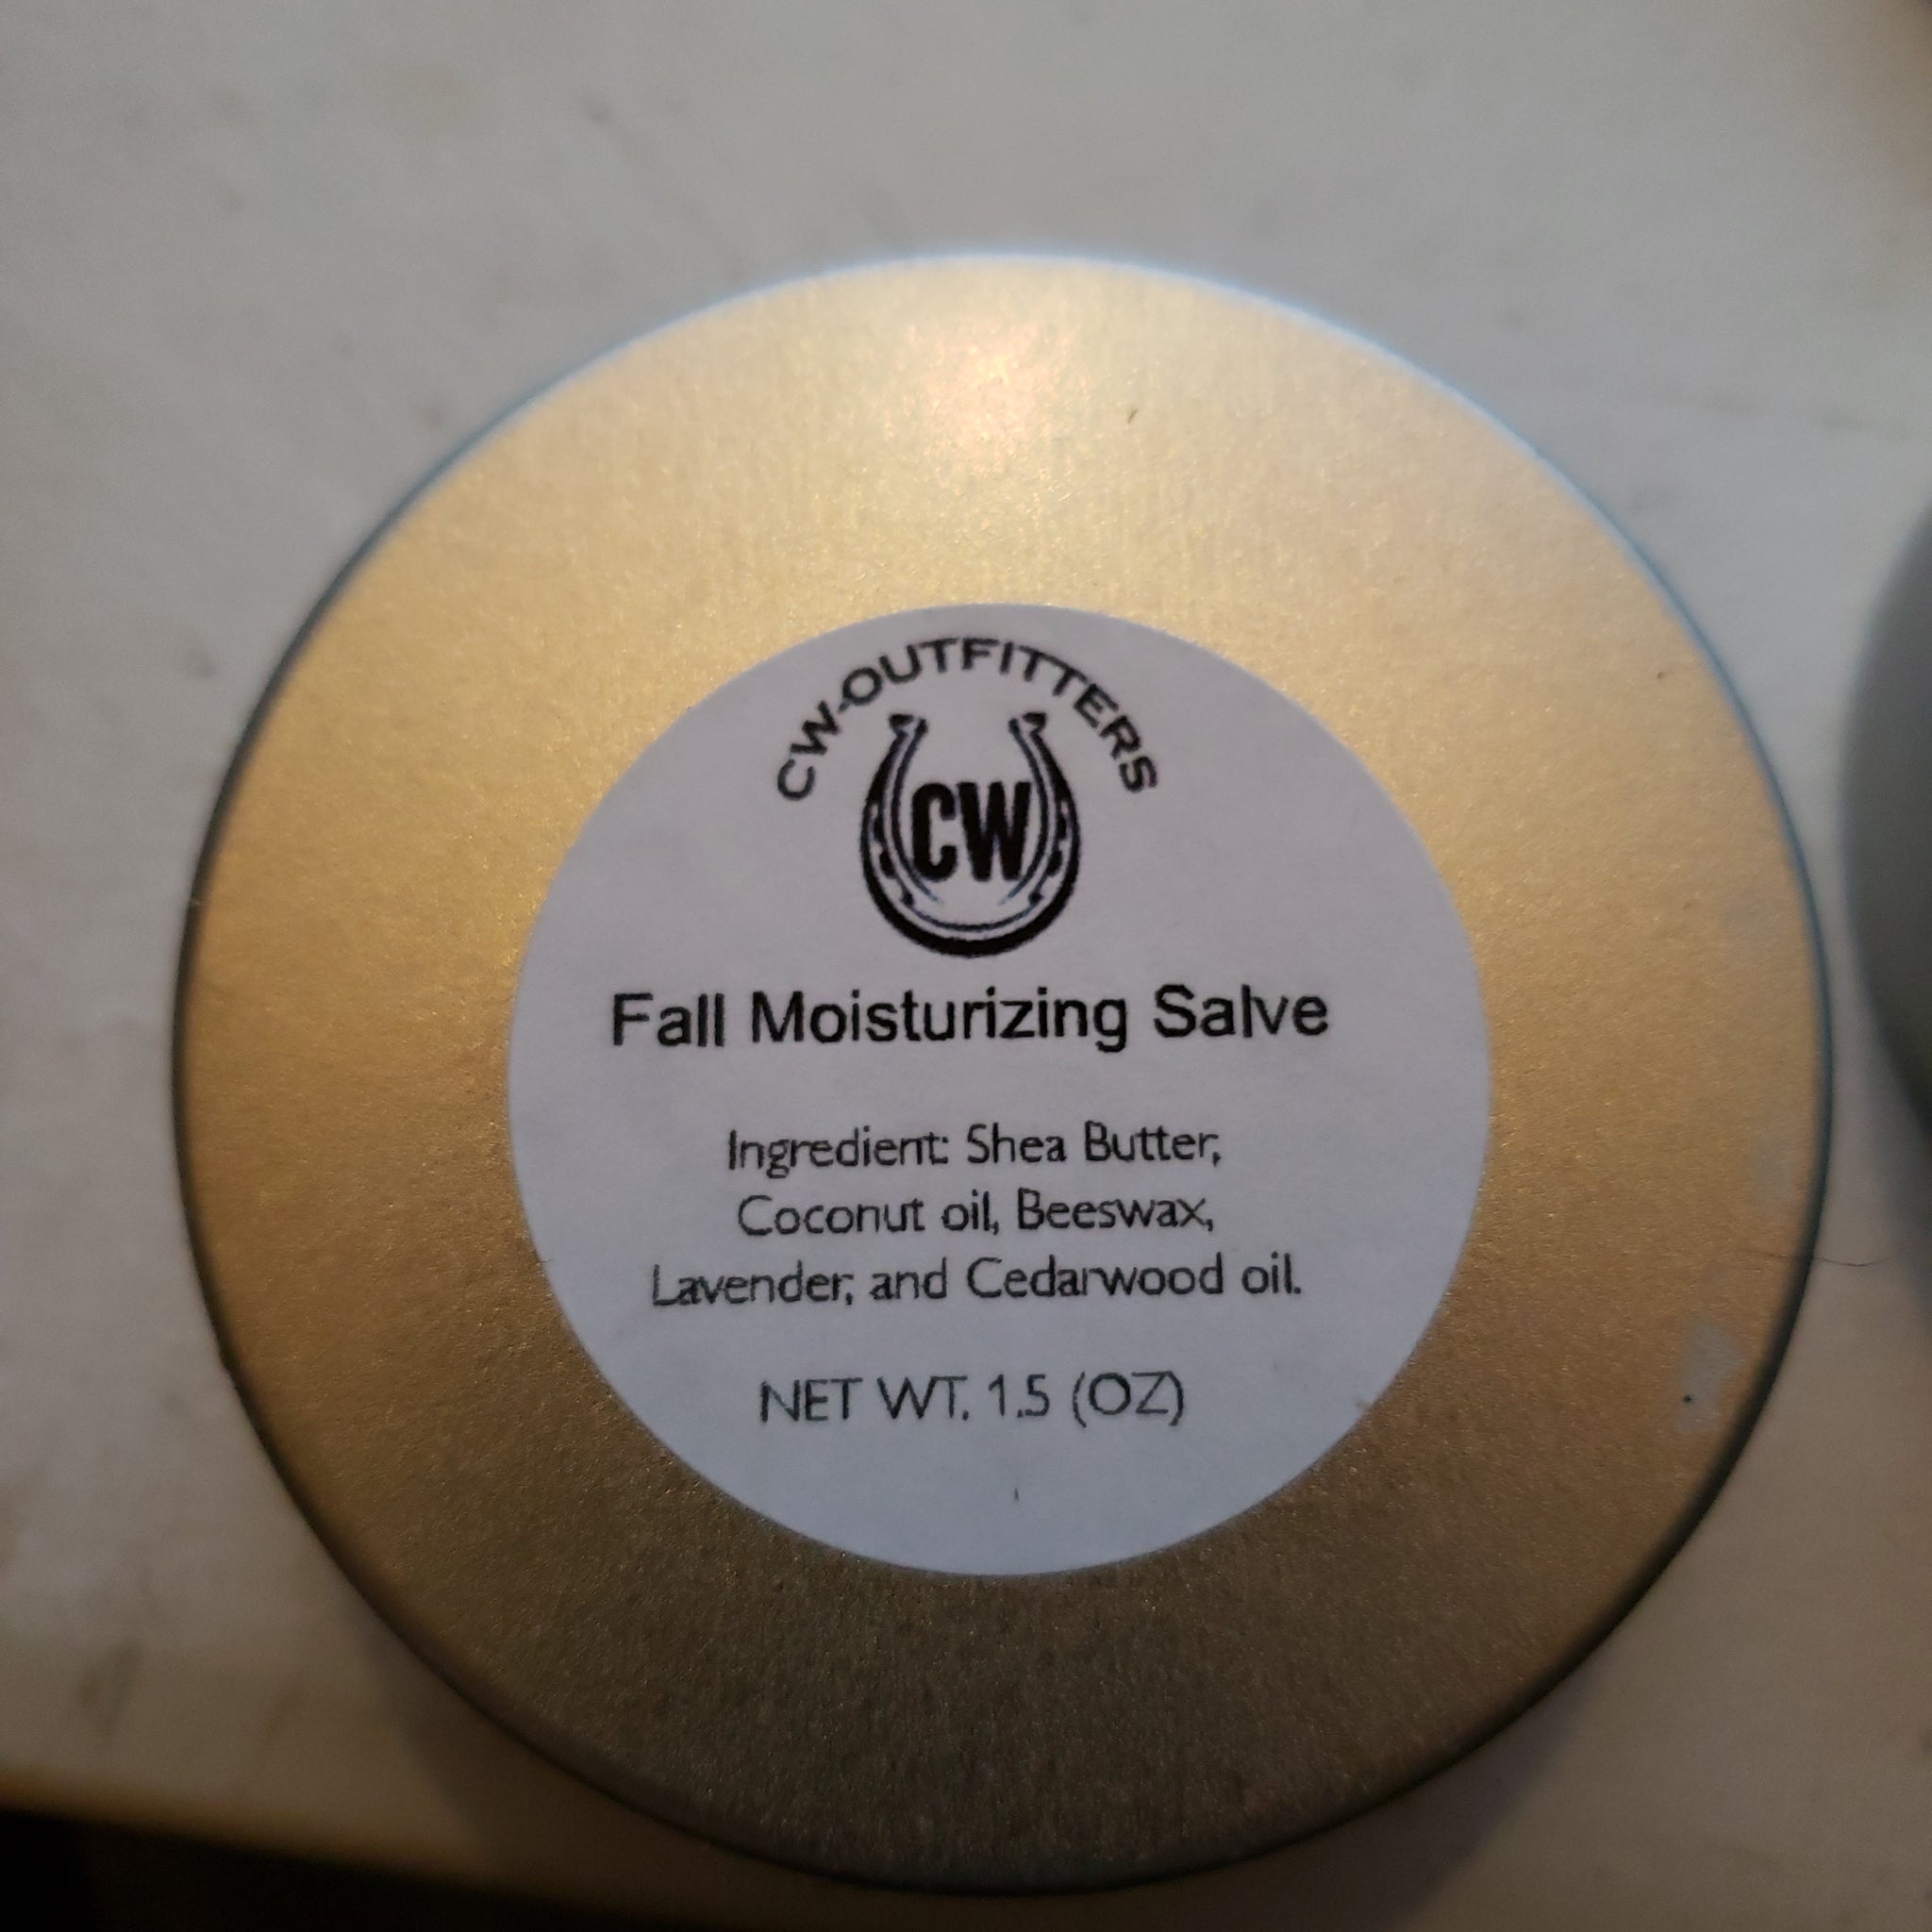 CW-OUTFITTERS
CW
Fall Moisturizing Salve
Ingredient: Shea Butter,
Coconut oil, Beeswax,
Lavender, and Cedarwood oil.
NET WT. 1.5 (OZ)